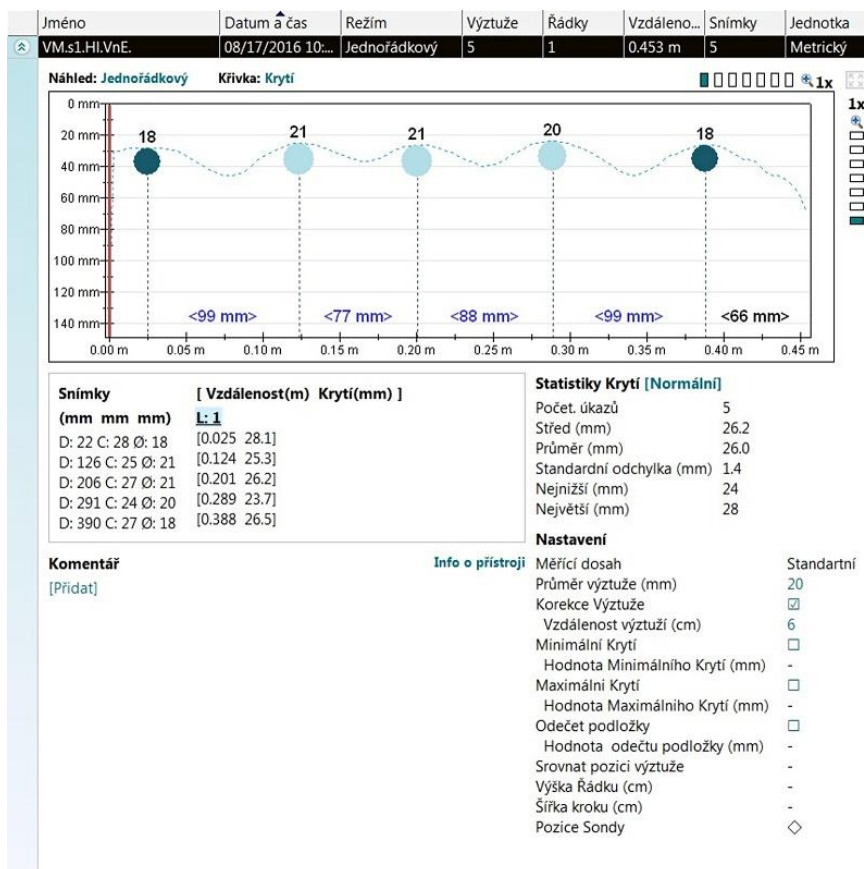 Jméno Datum a čas Režím Výztuže Řádky Vzdáleno... Snímky Jednotka
VM.s1.HI.VnE. 08/17/2016 10:... Jednořádkový 5 1 0.453 m 5 Metrický
Náhled: Jednořádkový Křivka: Krytí 1x
1x
0 mm
20 mm
40 mm
60 mm
80 mm
100 mm
120 mm
140 mm
18 21 21 20 18
<99 mm> <77 mm> <88 mm> <99 mm> <66 mm>
0.00 m 0.05 m 0.10 m 0.15 m 0.20 m 0.25 m 0.30 m 0.35 m 0.40 m 0.45 m
Snímky [ Vzdálenost(m) Krytí(mm) ]
(mm mm mm) L: 1
D: 22 C: 28 Ø: 18 [0.025 28.1]
D: 126 C: 25 Ø: 21 [0.124 25.3]
D: 206 C: 27 Ø: 21 [0.201 26.2]
D: 291 C: 24 Ø: 20 [0.289 23.7]
D: 390 C: 27 Ø: 18 [0.388 26.5]
Komentář
[Přidat]
Info o přístroji
Statistiky Krytí [Normální]
Počet. úkazů 5
Střed (mm) 26.2
Průměr (mm) 26.0
Standardní odchylka (mm) 1.4
Nejnižší (mm) 24
Největší (mm) 28
Nastavení
Měřící dosah Standartní
Průměr výztuže (mm) 20
Korekce Výztuže ☑
Vzdálenost výztuží (cm) 6
Minimální Krytí ☐
Hodnota Minimálního Krytí (mm) -
Maximálni Krytí ☐
Hodnota Maximálniho Krytí (mm) -
Odečet podložky ☐
Hodnota odečtu podložky (mm) -
Srovnat pozici výztuže -
Výška Řádku (cm) -
Šířka kroku (cm) -
Pozice Sondy ◇